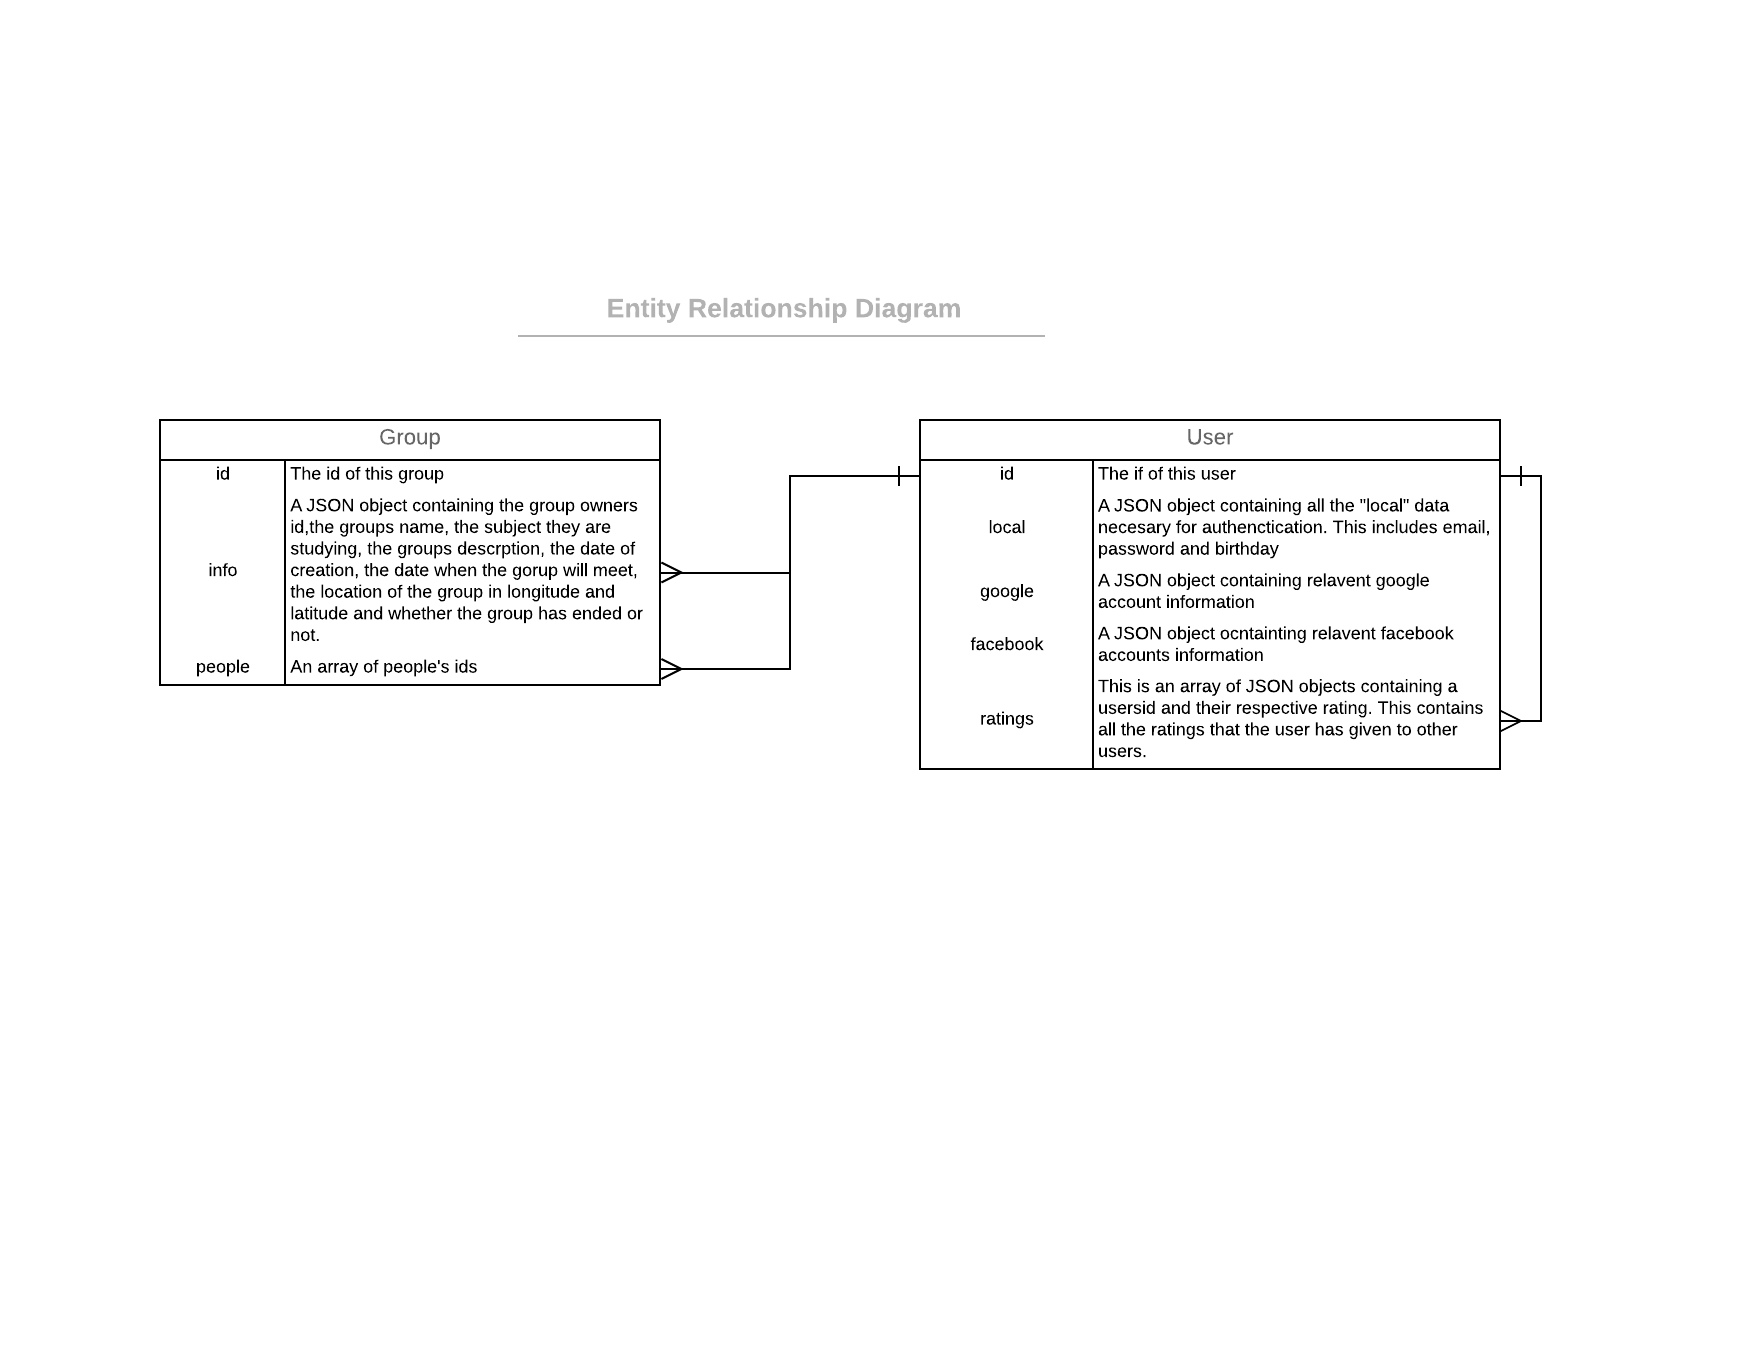 Entity Relationship Diagram
Group
id
The id of this group
info
A JSON object containing the group owners
id,the groups name, the subject they are
studying, the groups descrption, the date of
creation, the date when the gorup will meet,
the location of the group in longitude and
latitude and whether the group has ended or
not.
people
An array of people's ids
User
id
The if of this user
local
A JSON object containing all the "local" data
necesary for authenctication. This includes email,
password and birthday
google
A JSON object containing relavent google
account information
facebook
A JSON object ocntainting relavent facebook
accounts information
ratings
This is an array of JSON objects containing a
usersid and their respective rating. This contains
all the ratings that the user has given to other
users.